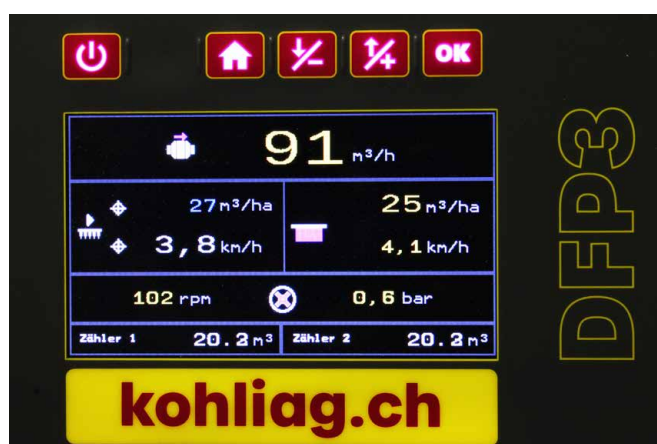 OK
91 m³/h
27 m³/ha
25 m³/ha
3,8 km/h
4,1 km/h
102 rpm
0,6 bar
Zähler 1 20.2 m³
Zähler 2 20.2 m³
kohliag.ch
DFP3